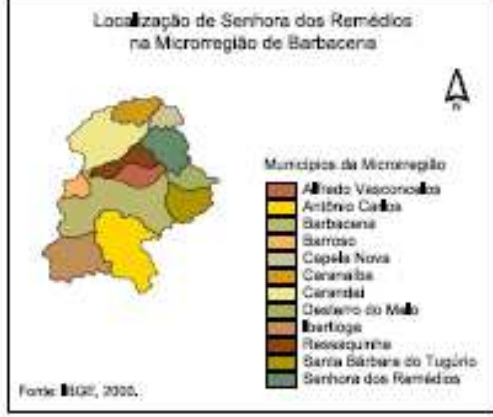 Localização de Senhora dos Remédios
na Microrregião de Barbacena
N
Municípios da Microrregião
Alfredo Vasconcelos
Antônio Carlos
Barbacena
Barroso
Capela Nova
Caranaíba
Carandaí
Desterro do Melo
Ibertioga
Ressaquinha
Santa Bárbara do Tugúrio
Senhora dos Remédios
Fonte: IBGE, 2000.